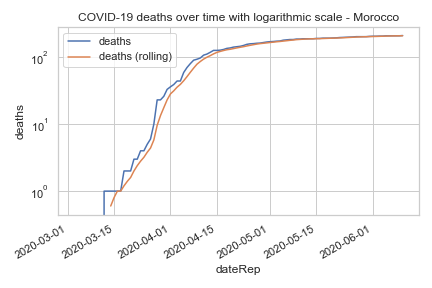 COVID-19 deaths over time with logarithmic scale - Morocco
deaths
deaths (rolling)
10²
10¹
10⁰
deaths
2020-03-01
2020-03-15
2020-04-01
2020-04-15
2020-05-01
2020-05-15
2020-06-01
dateRep